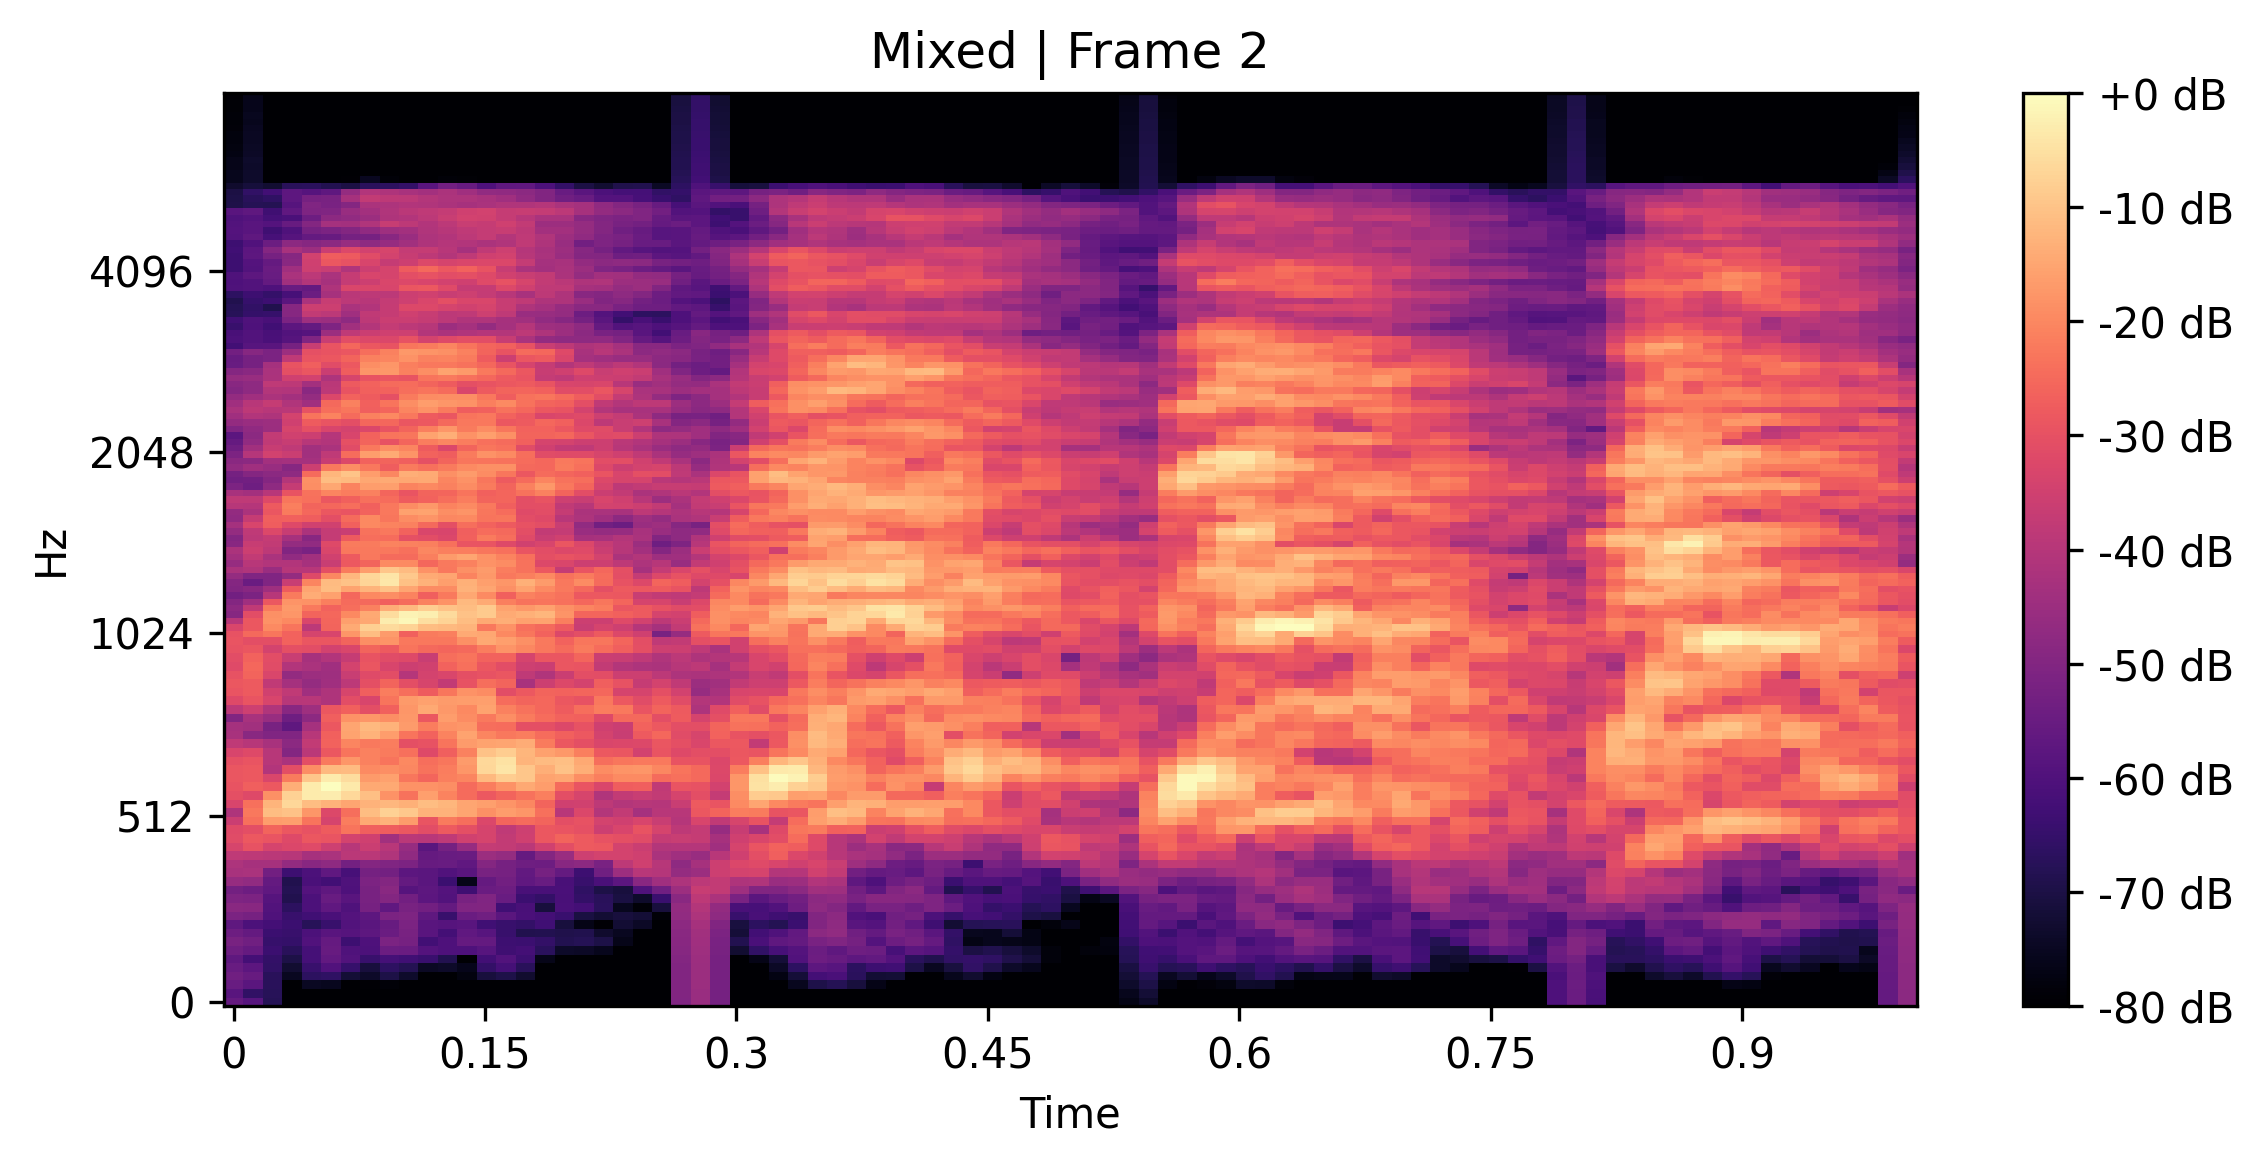 Mixed | Frame 2
Hz
4096
2048
1024
512
0
0 0.15 0.3 0.45 0.6 0.75 0.9
Time
+0 dB
-10 dB
-20 dB
-30 dB
-40 dB
-50 dB
-60 dB
-70 dB
-80 dB